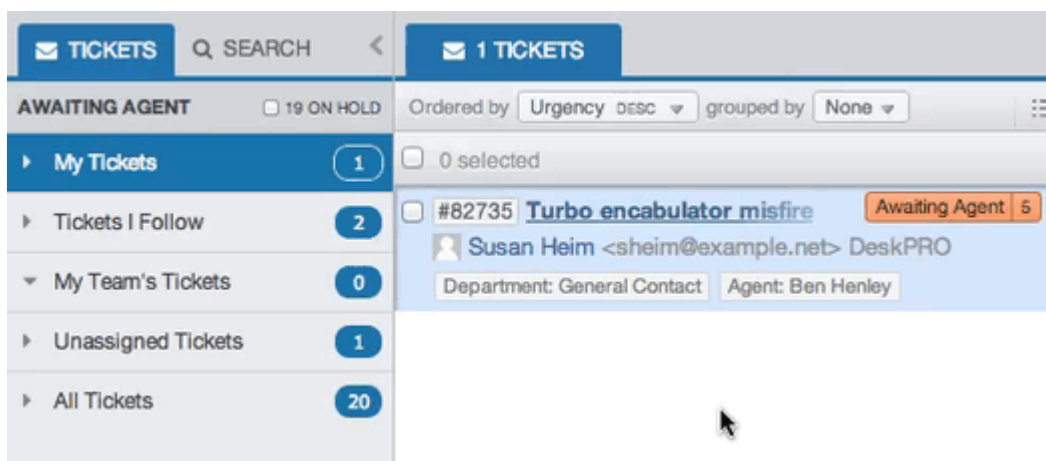 TICKETS SEARCH
AWAITING AGENT 19 ON HOLD
My Tickets 1
Tickets I Follow 2
My Team's Tickets 0
Unassigned Tickets 1
All Tickets 20
1 TICKETS
Ordered by Urgency DESC grouped by None
0 selected
#82735 Turbo encabulator misfire Awaiting Agent 5
Susan Heim <sheim@example.net> DeskPRO
Department: General Contact Agent: Ben Henley